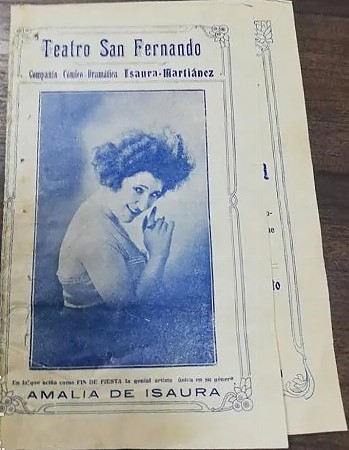 Teatro San Fernando
Compañía Cómico-Dramática Isaura-Martiánez
En la que actúa como FIN DE FIESTA la genial artista única en su género
AMALIA DE ISAURA